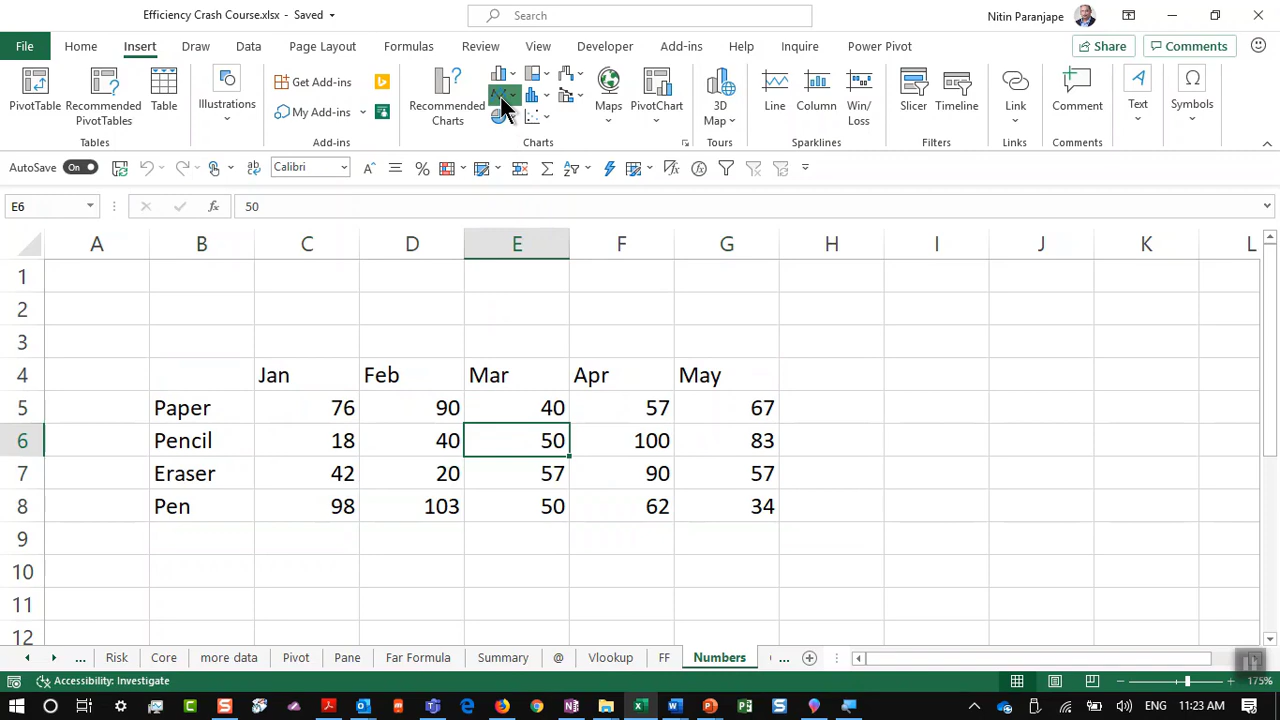 Efficiency Crash Course.xlsx - Saved
Search
Nitin Paranjape
File Home Insert Draw Data Page Layout Formulas Review View Developer Add-ins Help Inquire Power Pivot Share Comments
PivotTable
Recommended PivotTables
Table
Tables
Illustrations
Get Add-ins
My Add-ins
Add-ins
Recommended Charts
Maps
PivotChart
Charts
3D Map
Tours
Line
Column
Win/Loss
Sparklines
Slicer
Timeline
Filters
Links
Links
Comment
Comments
Text
Symbols
AutoSave On ab Calibri A %
E6 fx 50
A B C D E F G H I J K L
1
2
3
4 Jan Feb Mar Apr May
5 Paper 76 90 40 57 67
6 Pencil 18 40 50 100 83
7 Eraser 42 20 57 90 57
8 Pen 98 103 50 62 34
9
10
11
12
... Risk Core more data Pivot Pane Far Formula Summary @ Vlookup FF Numbers ...
Accessibility: Investigate 175%
ENG 11:23 AM